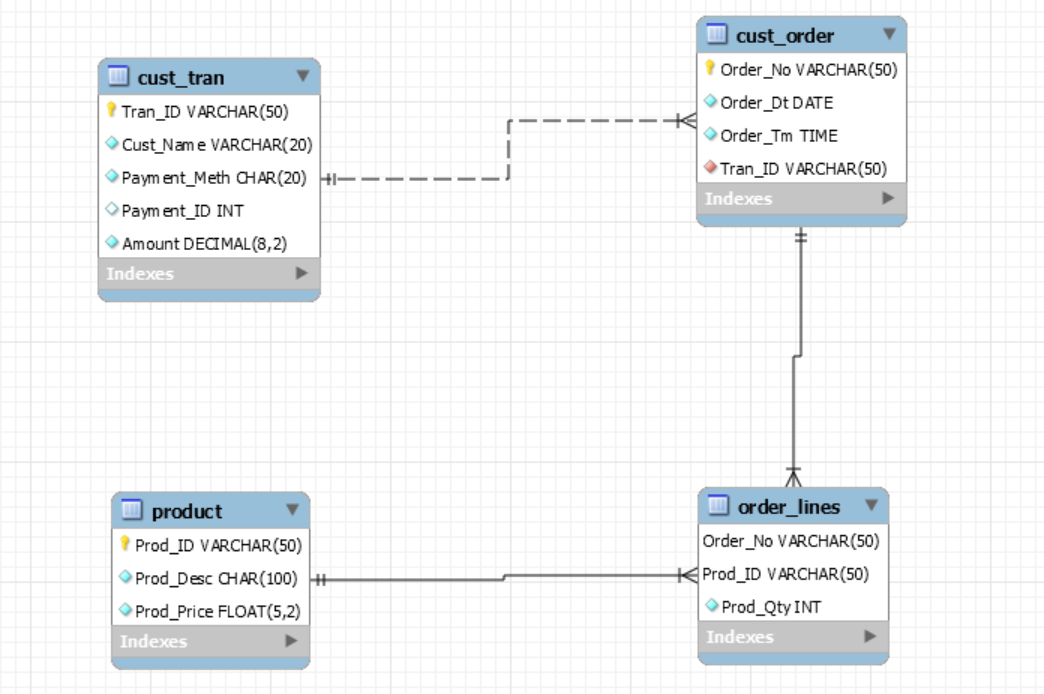 cust_tran
Tran_ID VARCHAR(50)
Cust_Name VARCHAR(20)
Payment_Meth CHAR(20)
Payment_ID INT
Amount DECIMAL(8,2)
Indexes
cust_order
Order_No VARCHAR(50)
Order_Dt DATE
Order_Tm TIME
Tran_ID VARCHAR(50)
Indexes
product
Prod_ID VARCHAR(50)
Prod_Desc CHAR(100)
Prod_Price FLOAT(5,2)
Indexes
order_lines
Order_No VARCHAR(50)
Prod_ID VARCHAR(50)
Prod_Qty INT
Indexes